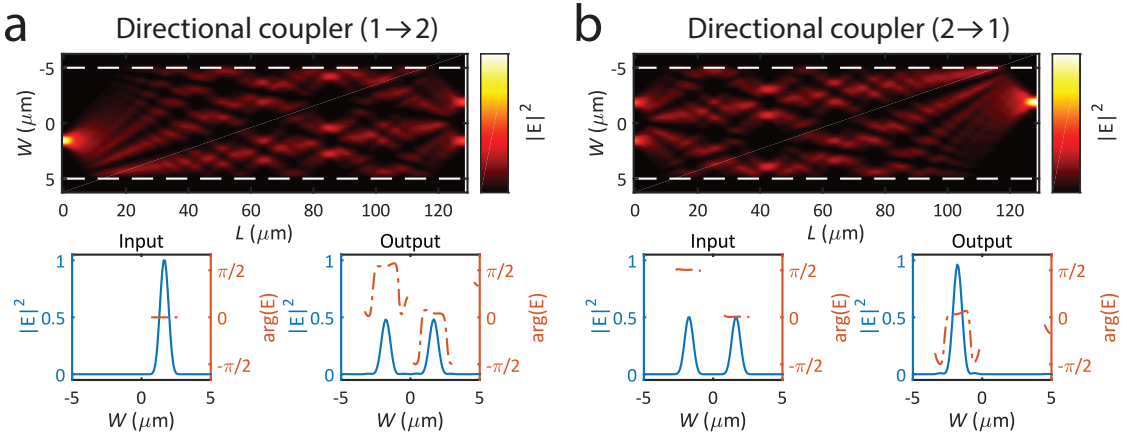 a
Directional coupler (1→2)
-5
0
5
W (μm)
0 20 40 60 80 100 120
L (μm)
|E|²
Input
1
0.5
0
|E|²
π/2
0
-π/2
arg(E)
-5 0 5
W (μm)
Output
1
0.5
0
|E|²
π/2
0
-π/2
arg(E)
-5 0 5
W (μm)
b
Directional coupler (2→1)
-5
0
5
W (μm)
0 20 40 60 80 100 120
L (μm)
|E|²
Input
1
0.5
0
|E|²
π/2
0
-π/2
arg(E)
-5 0 5
W (μm)
Output
1
0.5
0
|E|²
π/2
0
-π/2
arg(E)
-5 0 5
W (μm)